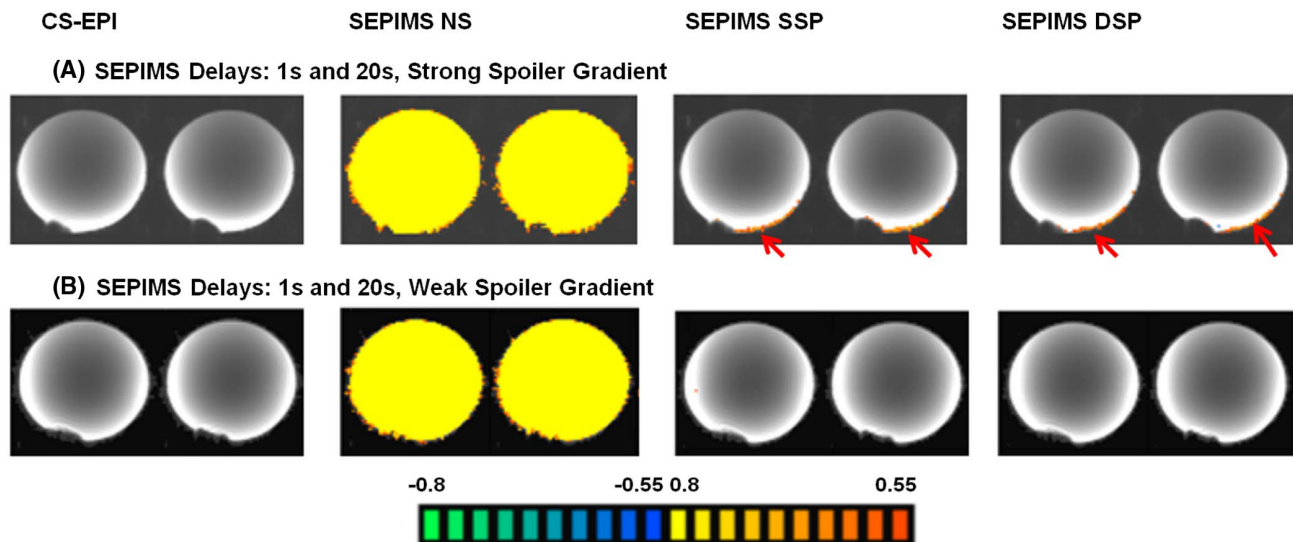 CS-EPI SEPIMS NS SEPIMS SSP SEPIMS DSP
(A) SEPIMS Delays: 1s and 20s, Strong Spoiler Gradient
(B) SEPIMS Delays: 1s and 20s, Weak Spoiler Gradient
-0.8 -0.55 0.8 0.55